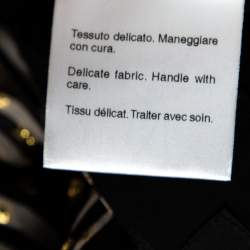 Tessuto delicato. Maneggiare
con cura.
Delicate fabric. Handle with
care.
Tissu délicat. Traiter avec soin.